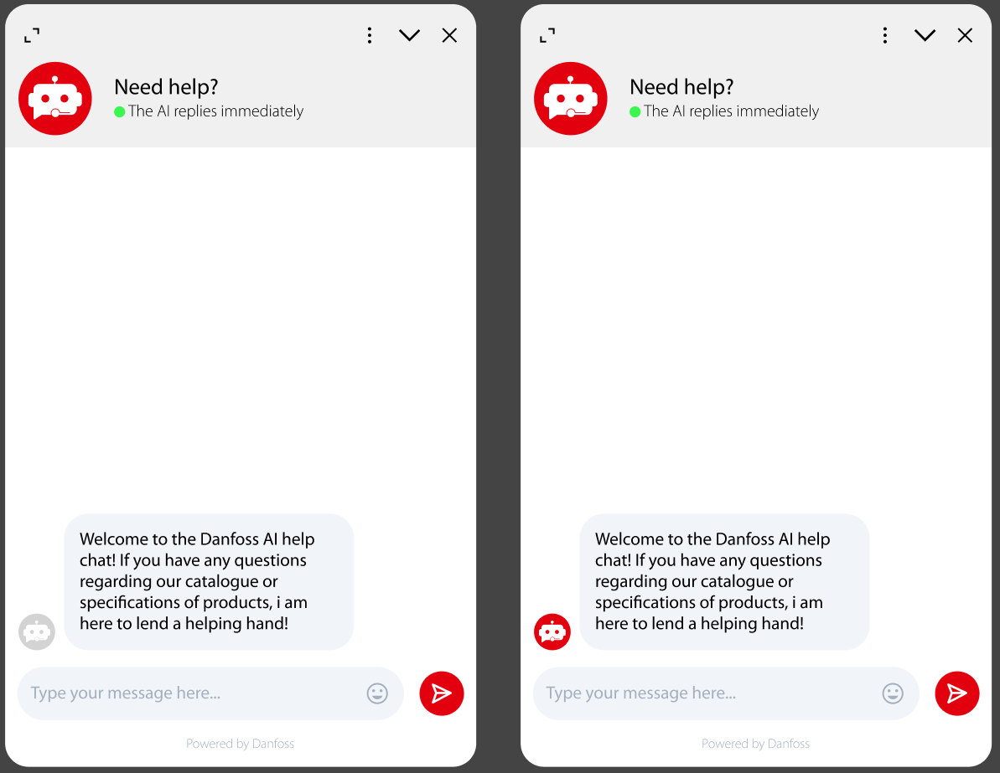 Need help?
The AI replies immediately
Welcome to the Danfoss AI help
chat! If you have any questions
regarding our catalogue or
specifications of products, i am
here to lend a helping hand!
Type your message here...
Powered by Danfoss
Need help?
The AI replies immediately
Welcome to the Danfoss AI help
chat! If you have any questions
regarding our catalogue or
specifications of products, i am
here to lend a helping hand!
Type your message here...
Powered by Danfoss